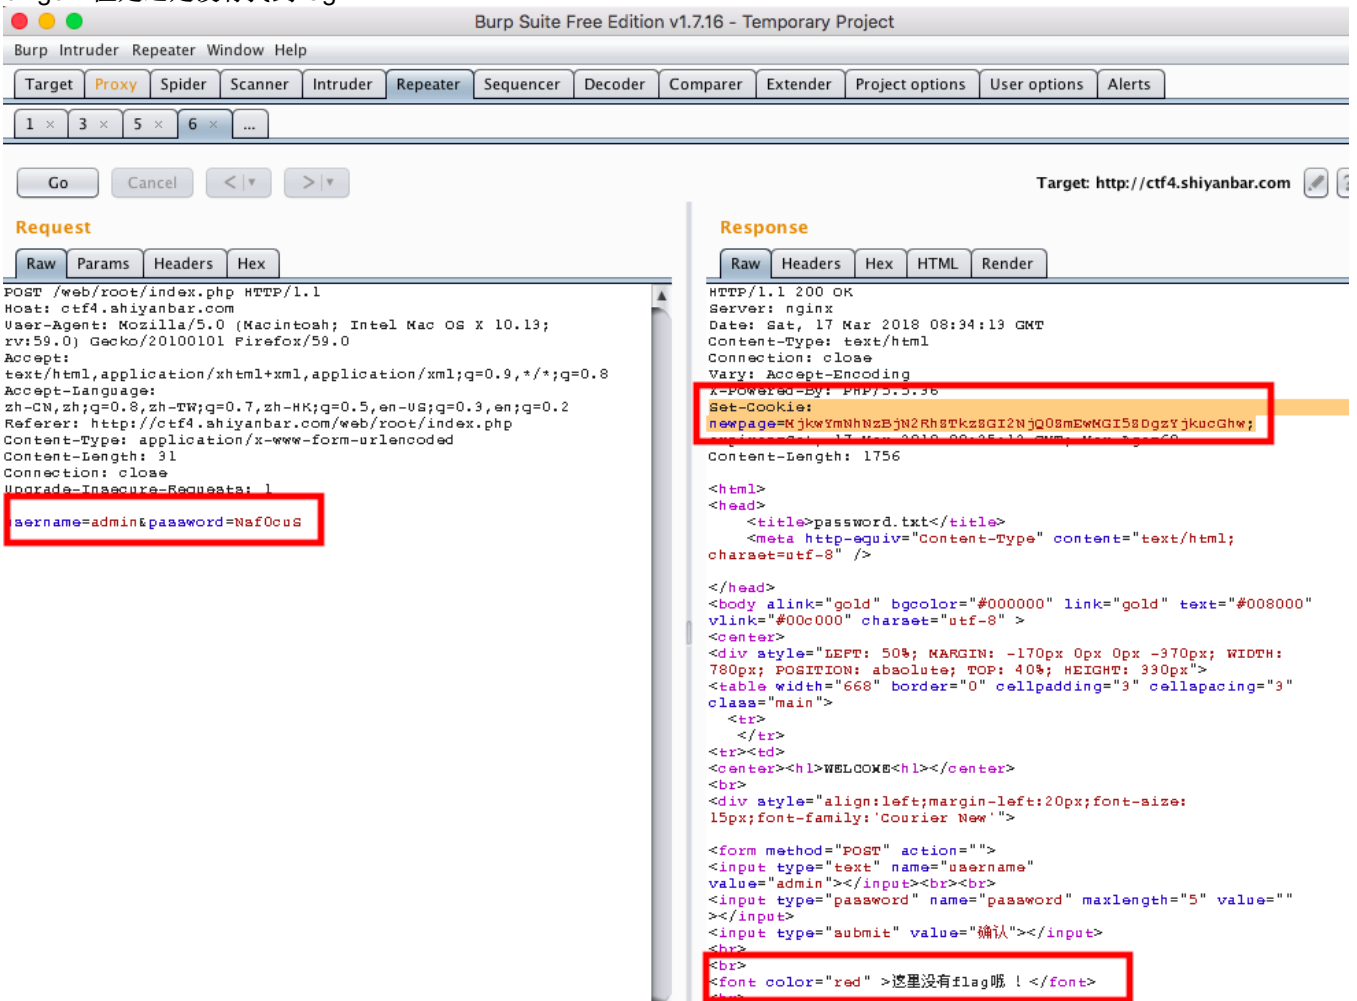 Burp Suite Free Edition v1.7.16 - Temporary Project
Burp Intruder Repeater Window Help
Target Proxy Spider Scanner Intruder Repeater Sequencer Decoder Comparer Extender Project options User options Alerts
1 × 3 × 5 × 6 × ...
Go Cancel < > Target: http://ctf4.shiyanbar.com
Request
Raw Params Headers Hex
POST /web/root/index.php HTTP/1.1
Host: ctf4.shiyanbar.com
User-Agent: Mozilla/5.0 (Macintosh; Intel Mac OS X 10.13;
rv:59.0) Gecko/20100101 Firefox/59.0
Accept:
text/html,application/xhtml+xml,application/xml;q=0.9,*/*;q=0.8
Accept-Language:
zh-CN,zh;q=0.8,zh-TW;q=0.7,zh-HK;q=0.5,en-US;q=0.3,en;q=0.2
Referer: http://ctf4.shiyanbar.com/web/root/index.php
Content-Type: application/x-www-form-urlencoded
Content-Length: 31
Connection: close
Upgrade-Insecure-Requests: 1
username=admin&password=Nsf0cuS
Response
Raw Headers Hex HTML Render
HTTP/1.1 200 OK
Server: nginx
Date: Sat, 17 Mar 2018 08:34:13 GMT
Content-Type: text/html
Connection: close
Vary: Accept-Encoding
X-Powered-By: PHP/5.5.36
Set-Cookie:
newpage=
Content-Length: 1756
<html>
<head>
<title>password.txt</title>
<meta http-equiv="Content-Type" content="text/html;
charset=utf-8" />
</head>
<body alink="gold" bgcolor="#000000" link="gold" text="#008000"
vlink="#00c000" charset="utf-8" >
<center>
<div style="LEFT: 50%; MARGIN: -170px 0px 0px -370px; WIDTH:
780px; POSITION: absolute; TOP: 40%; HEIGHT: 330px">
<table width="668" border="0" cellpadding="3" cellspacing="3"
class="main">
<tr>
</tr>
<tr><td>
<center><h1>WELCOME<h1></center>
<br>
<div style="align:left;margin-left:20px;font-size:
15px;font-family:'Courier New'">
<form method="POST" action="">
<input type="text" name="username"
value="admin"></input><br><br>
<input type="password" name="password" maxlength="5" value=""
></input>
<input type="submit" value="确认"></input>
<br>
<br>
<font color="red" >这里没有flag哦 ! </font>
<br>